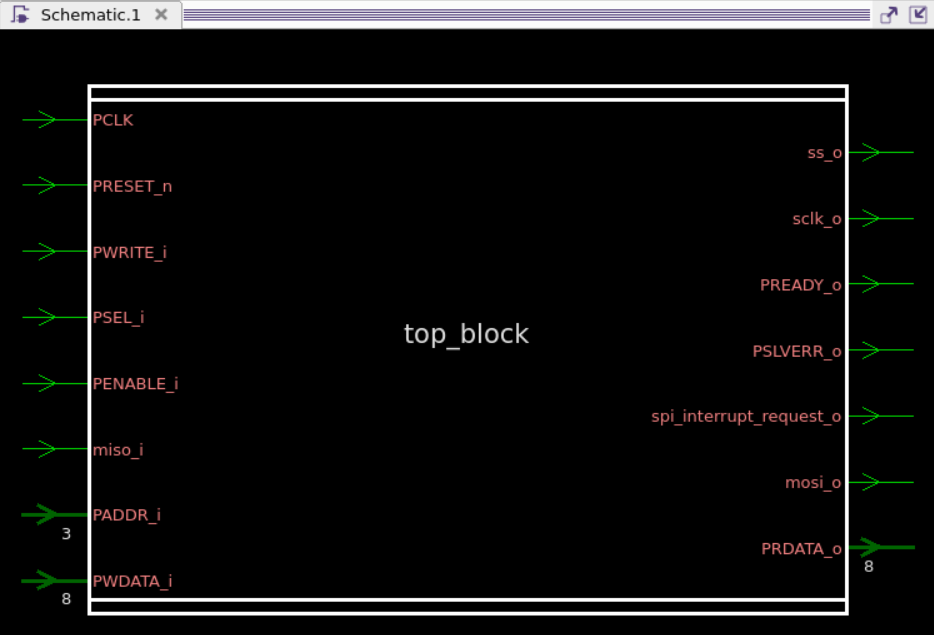 Schematic.1
PCLK
ss_o
PRESET_n
sclk_o
PWRITE_i
PREADY_o
PSEL_i
top_block
PSLVERR_o
PENABLE_i
spi_interrupt_request_o
miso_i
mosi_o
PADDR_i
3
PRDATA_o
8
PWDATA_i
8